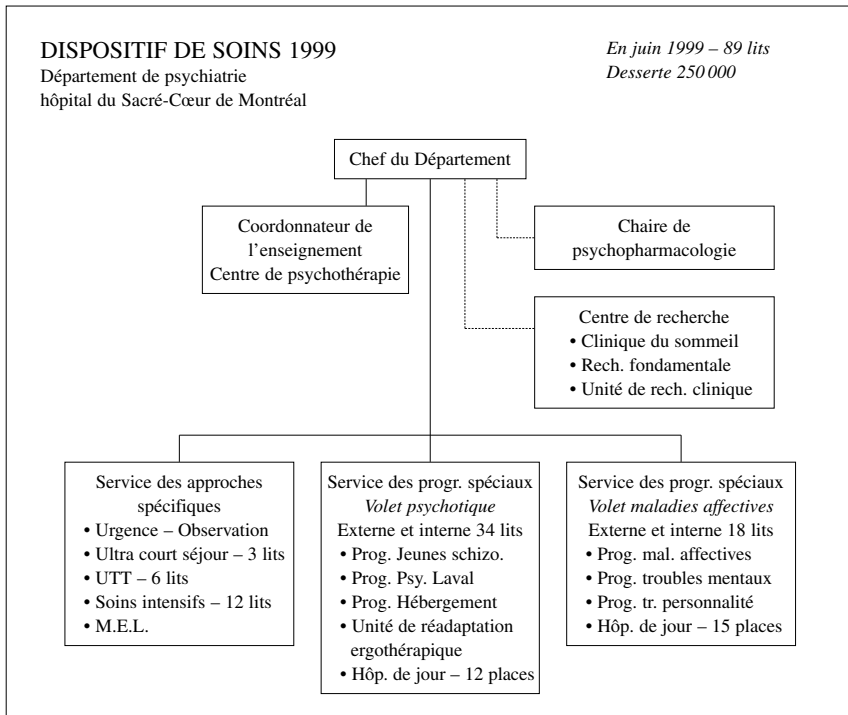 DISPOSITIF DE SOINS 1999
Département de psychiatrie
hôpital du Sacré-Cœur de Montréal
En juin 1999 – 89 lits
Desserte 250 000
Chef du Département
Coordonnateur de
l'enseignement
Centre de psychothérapie
Chaire de
psychopharmacologie
Centre de recherche
• Clinique du sommeil
• Rech. fondamentale
• Unité de rech. clinique
Service des approches
spécifiques
• Urgence – Observation
• Ultra court séjour – 3 lits
• UTT – 6 lits
• Soins intensifs – 12 lits
• M.E.L.
Service des progr. spéciaux
Volet psychotique
Externe et interne 34 lits
• Prog. Jeunes schizo.
• Prog. Psy. Laval
• Prog. Hébergement
• Unité de réadaptation
ergothérapique
• Hôp. de jour – 12 places
Service des progr. spéciaux
Volet maladies affectives
Externe et interne 18 lits
• Prog. mal. affectives
• Prog. troubles mentaux
• Prog. tr. personnalité
• Hôp. de jour – 15 places